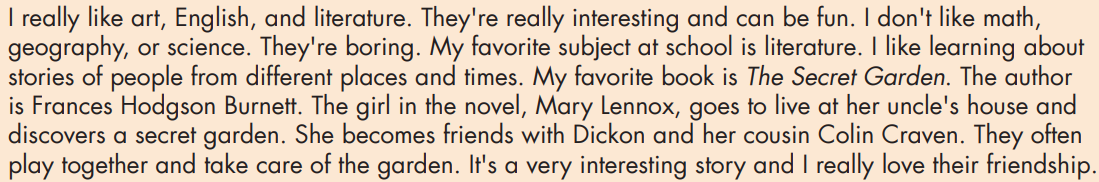 I really like art, English, and literature. They're really interesting and can be fun. I don't like math,
geography, or science. They're boring. My favorite subject at school is literature. I like learning about
stories of people from different places and times. My favorite book is The Secret Garden. The author
is Frances Hodgson Burnett. The girl in the novel, Mary Lennox, goes to live at her uncle's house and
discovers a secret garden. She becomes friends with Dickon and her cousin Colin Craven. They often
play together and take care of the garden. It's a very interesting story and I really love their friendship.